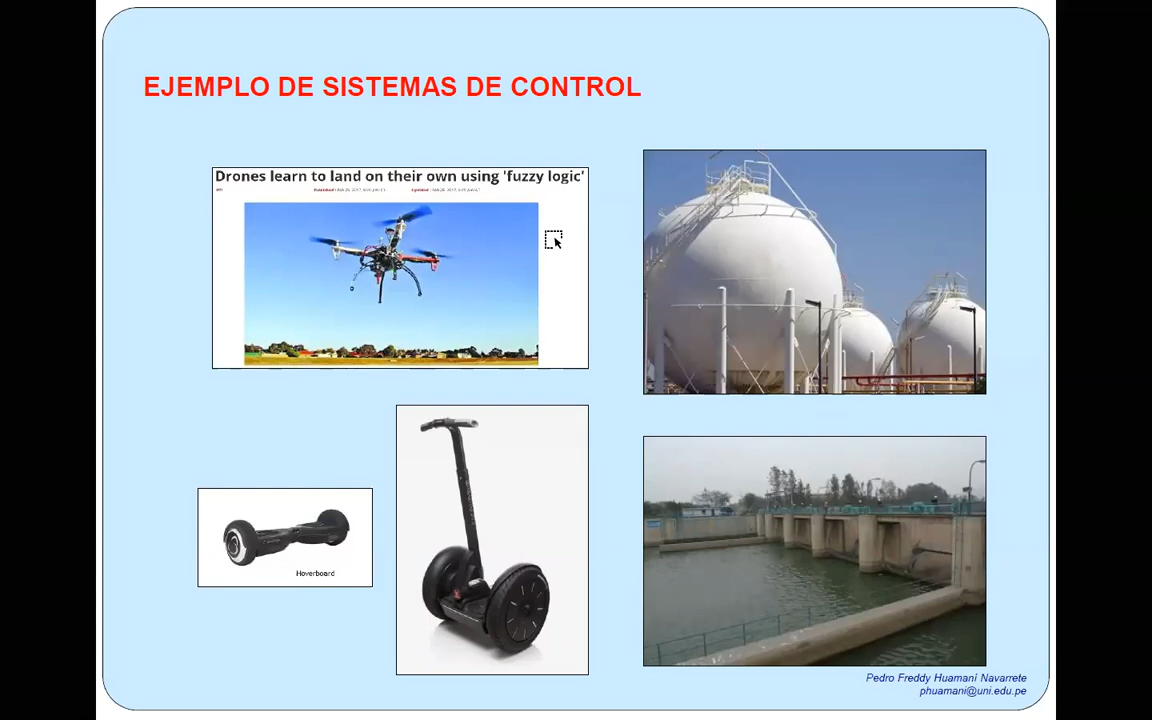 EJEMPLO DE SISTEMAS DE CONTROL
Drones learn to land on their own using 'fuzzy logic'
Hoverboard
Pedro Freddy Huamaní Navarrete
phuamani@uni.edu.pe